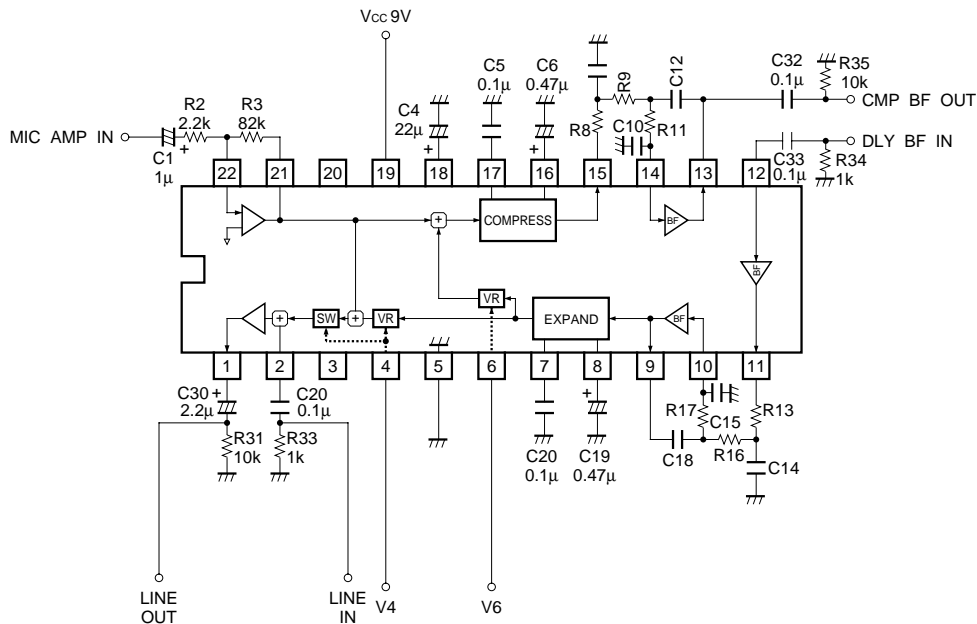 VCC 9V
C5
0.1µ
C6
0.47µ
C12
C32
0.1µ
R35
10k
R2
2.2k
R3
82k
C4
22µ
R9
CMP BF OUT
MIC AMP IN
+
C1
1µ
+
R8
C10
R11
DLY BF IN
C33
0.1µ
R34
1k
22 21 20 19 18 17 16 15 14 13 12
+
COMPRESS
BF
BF
VR
+
SW
+
VR
EXPAND
BF
1 2 3 4 5 6 7 8 9 10 11
C30
2.2µ
+
C20
0.1µ
+
R17
C15
R13
R31
10k
R33
1k
C20
0.1µ
C19
0.47µ
C18
R16
C14
LINE
OUT
LINE
IN
V4
V6